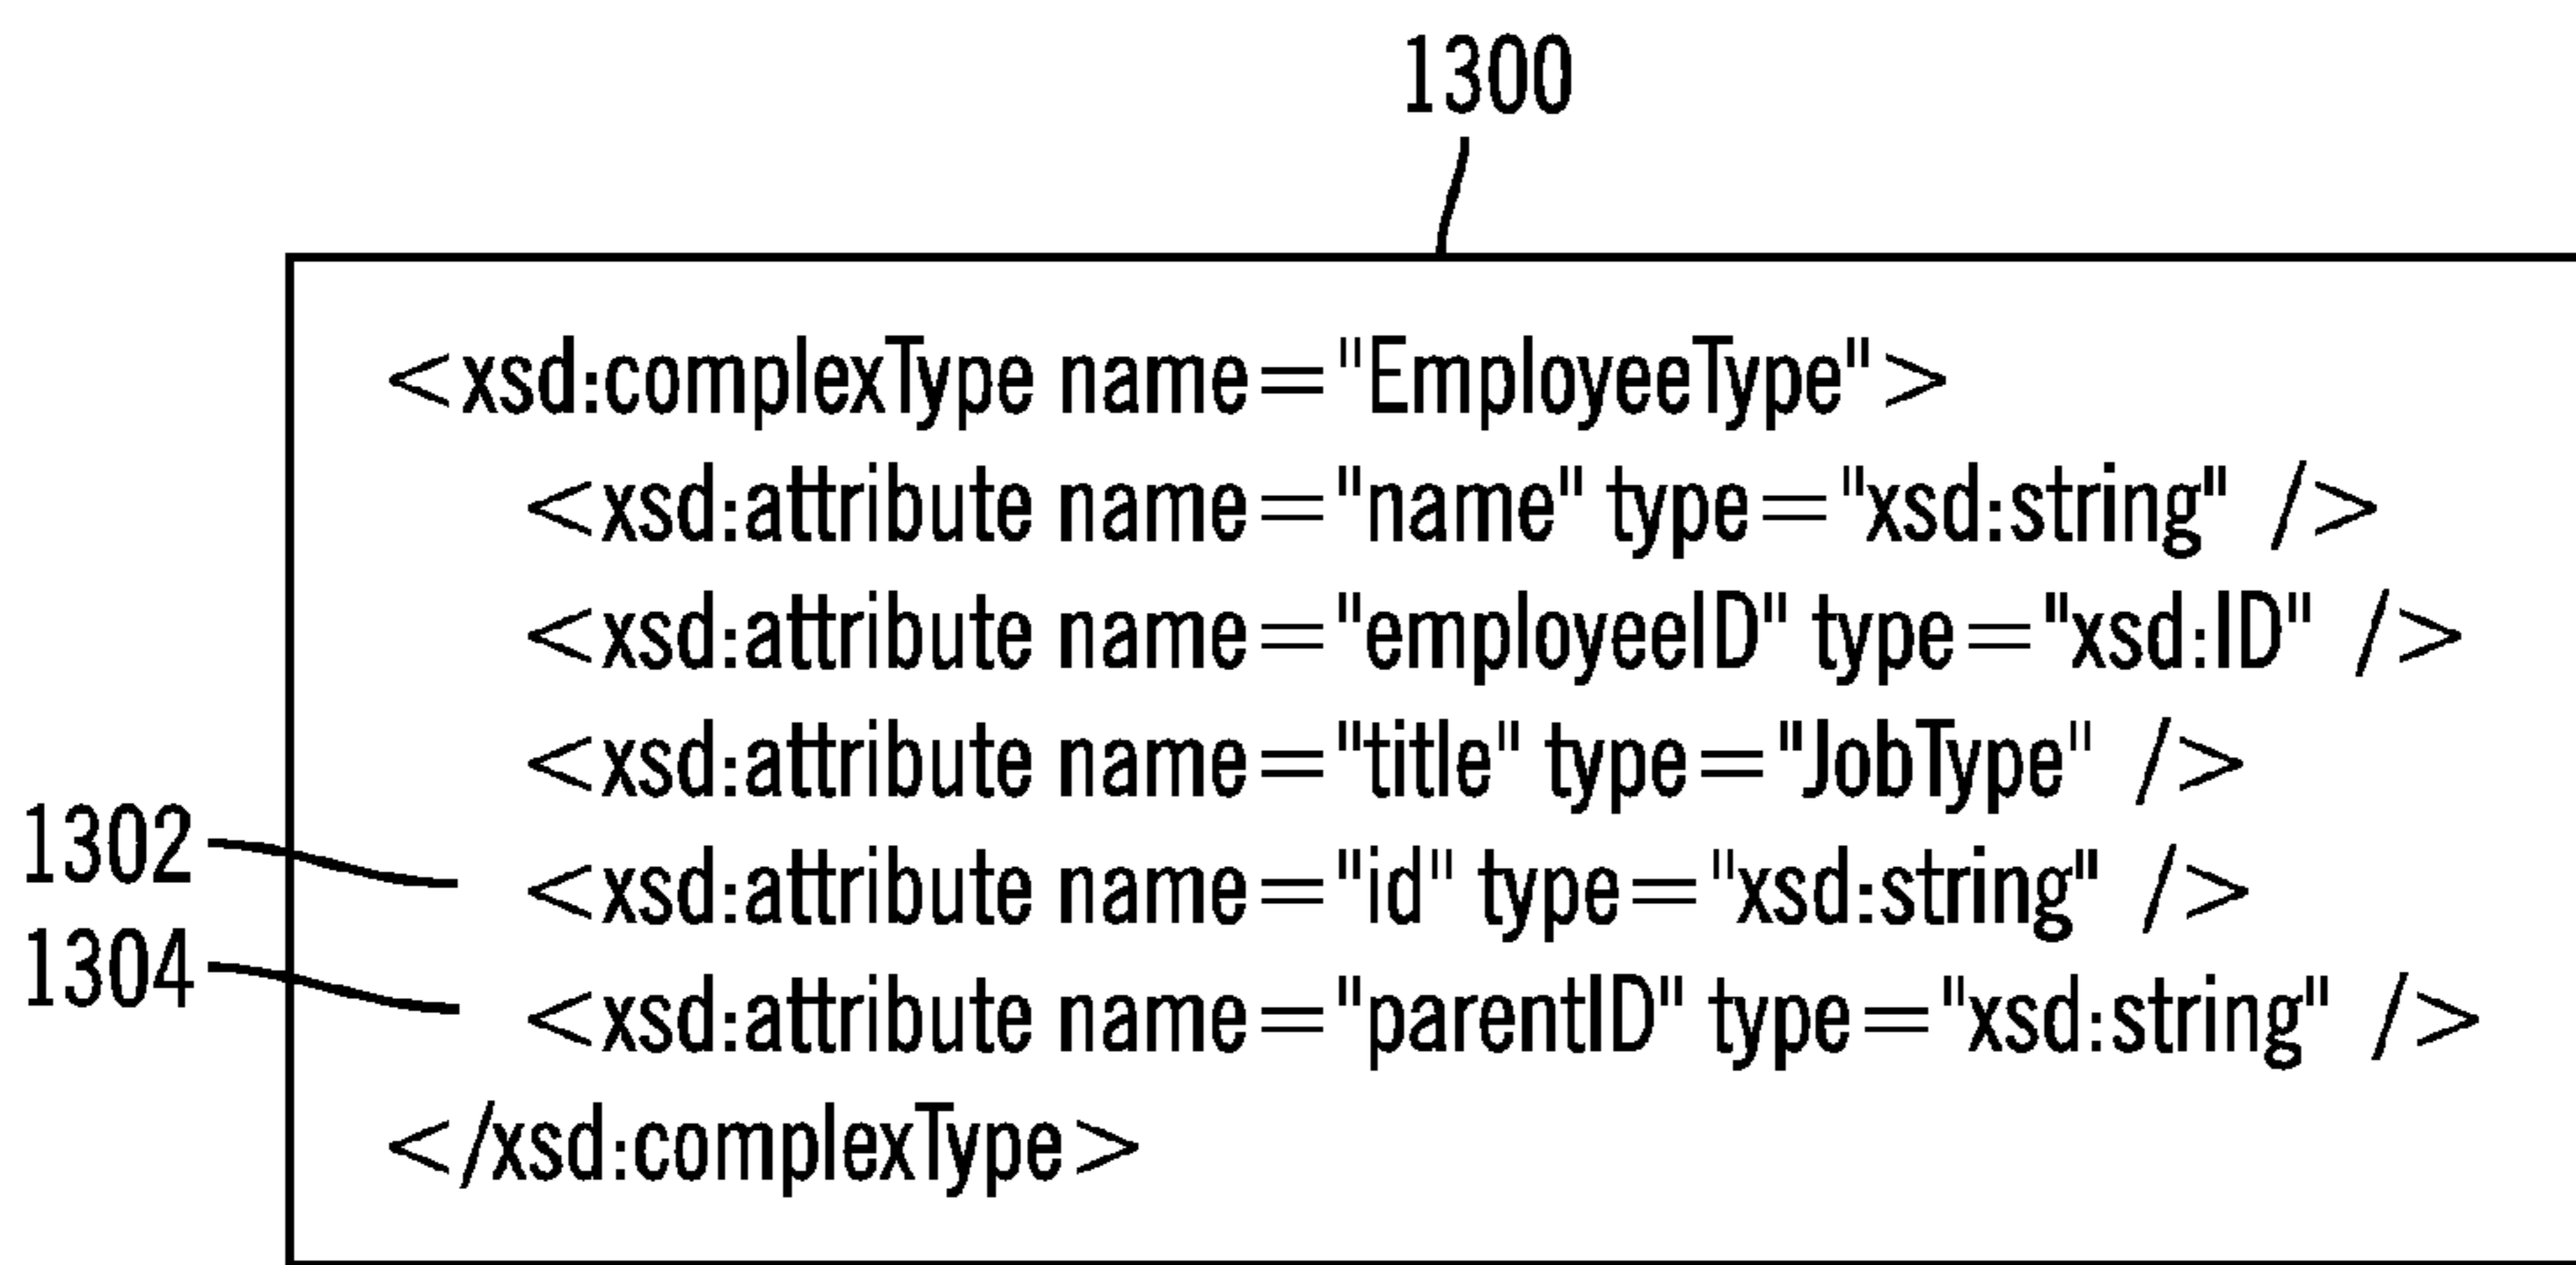 1300
<xsd:complexType name="EmployeeType">
<xsd:attribute name="name" type="xsd:string" />
<xsd:attribute name="employeeID" type="xsd:ID" />
<xsd:attribute name="title" type="JobType" />
1302 <xsd:attribute name="id" type="xsd:string" />
1304 <xsd:attribute name="parentID" type="xsd:string" />
</xsd:complexType>